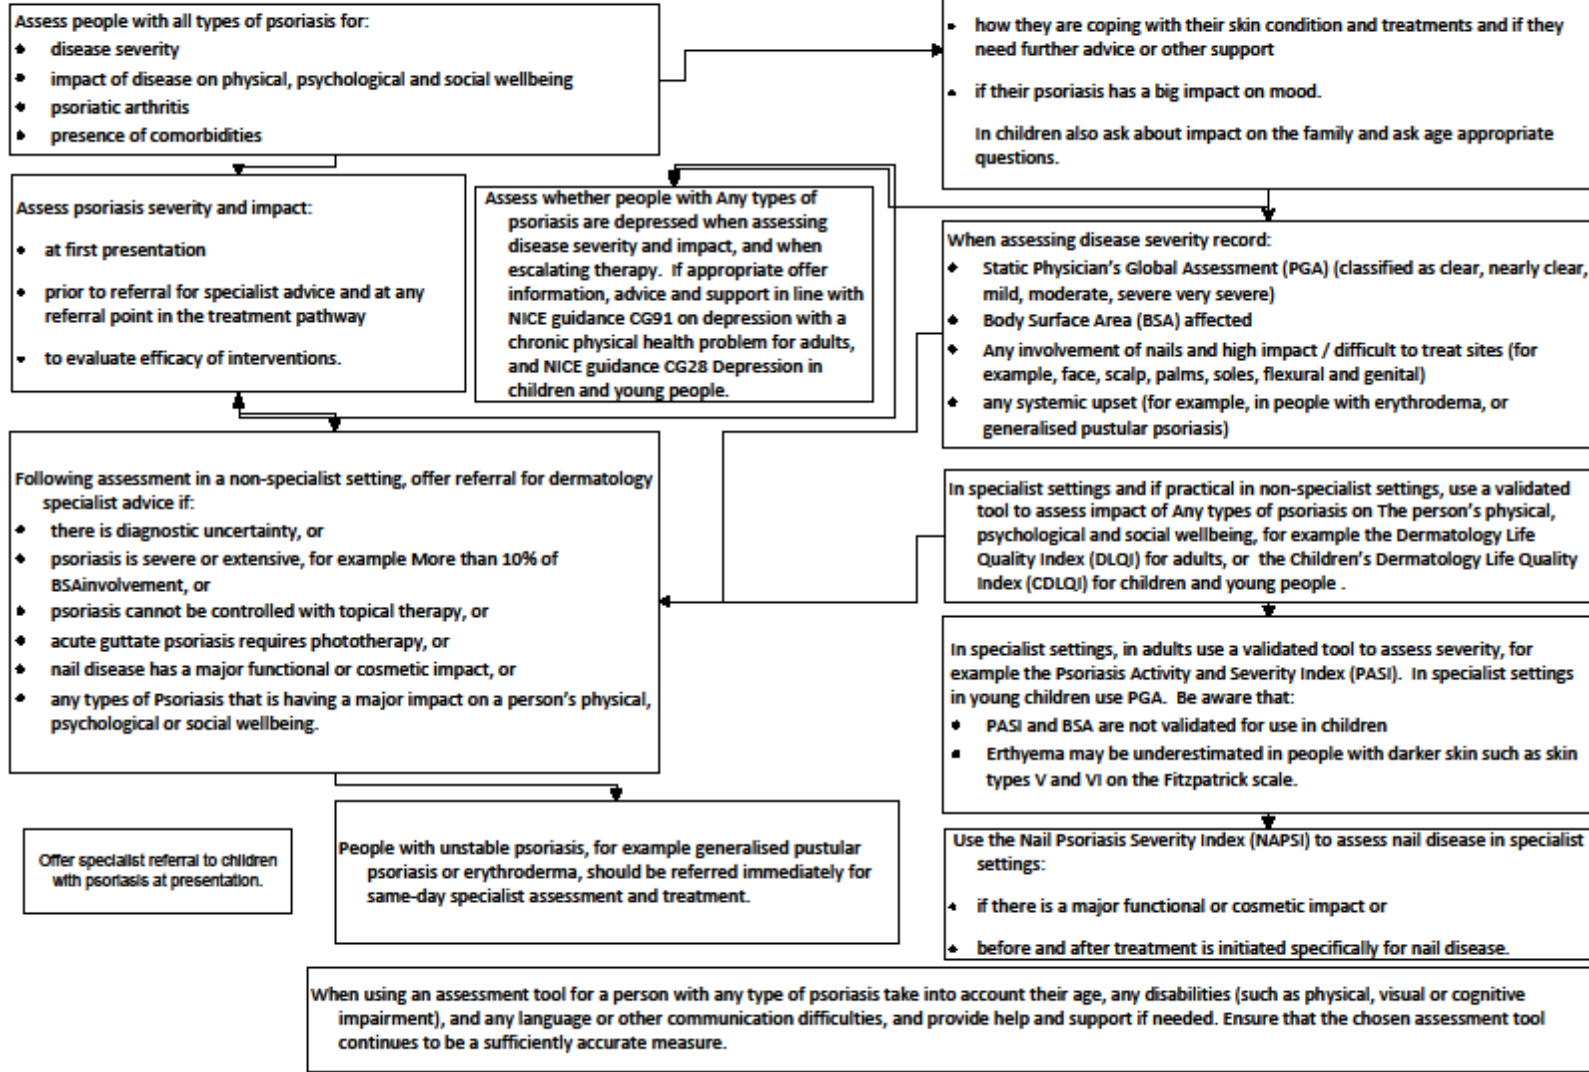 Assess people with all types of psoriasis for:
disease severity
impact of disease on physical, psychological and social wellbeing
psoriatic arthritis
presence of comorbidities
how they are coping with their skin condition and treatments and if they
need further advice or other support
if their psoriasis has a big impact on mood.
In children also ask about impact on the family and ask age appropriate
questions.
Assess psoriasis severity and impact:
at first presentation
prior to referral for specialist advice and at any
referral point in the treatment pathway
to evaluate efficacy of interventions.
Assess whether people with Any types of
psoriasis are depressed when assessing
disease severity and impact, and when
escalating therapy. If appropriate offer
information, advice and support in line with
NICE guidance CG91 on depression with a
chronic physical health problem for adults,
and NICE guidance CG28 Depression in
children and young people.
When assessing disease severity record:
Static Physician's Global Assessment (PGA) (classified as clear, nearly clear,
mild, moderate, severe very severe)
Body Surface Area (BSA) affected
Any involvement of nails and high impact / difficult to treat sites (for
example, face, scalp, palms, soles, flexural and genital)
any systemic upset (for example, in people with erythrodema, or
generalised pustular psoriasis)
Following assessment in a non-specialist setting, offer referral for dermatology
specialist advice if:
there is diagnostic uncertainty, or
psoriasis is severe or extensive, for example More than 10% of
BSAinvolvement, or
psoriasis cannot be controlled with topical therapy, or
acute guttate psoriasis requires phototherapy, or
nail disease has a major functional or cosmetic impact, or
any types of Psoriasis that is having a major impact on a person's physical,
psychological or social wellbeing.
In specialist settings and if practical in non-specialist settings, use a validated
tool to assess impact of Any types of psoriasis on The person's physical,
psychological and social wellbeing, for example the Dermatology Life
Quality Index (DLQI) for adults, or the Children's Dermatology Life Quality
Index (CDLQI) for children and young people .
In specialist settings, in adults use a validated tool to assess severity, for
example the Psoriasis Activity and Severity Index (PASI). In specialist settings
in young children use PGA. Be aware that:
PASI and BSA are not validated for use in children
Erthyema may be underestimated in people with darker skin such as skin
types V and VI on the Fitzpatrick scale.
Offer specialist referral to children
with psoriasis at presentation.
People with unstable psoriasis, for example generalised pustular
psoriasis or erythroderma, should be referred immediately for
same-day specialist assessment and treatment.
Use the Nail Psoriasis Severity Index (NAPSI) to assess nail disease in specialist
settings:
if there is a major functional or cosmetic impact or
before and after treatment is initiated specifically for nail disease.
When using an assessment tool for a person with any type of psoriasis take into account their age, any disabilities (such as physical, visual or cognitive
impairment), and any language or other communication difficulties, and provide help and support if needed. Ensure that the chosen assessment tool
continues to be a sufficiently accurate measure.